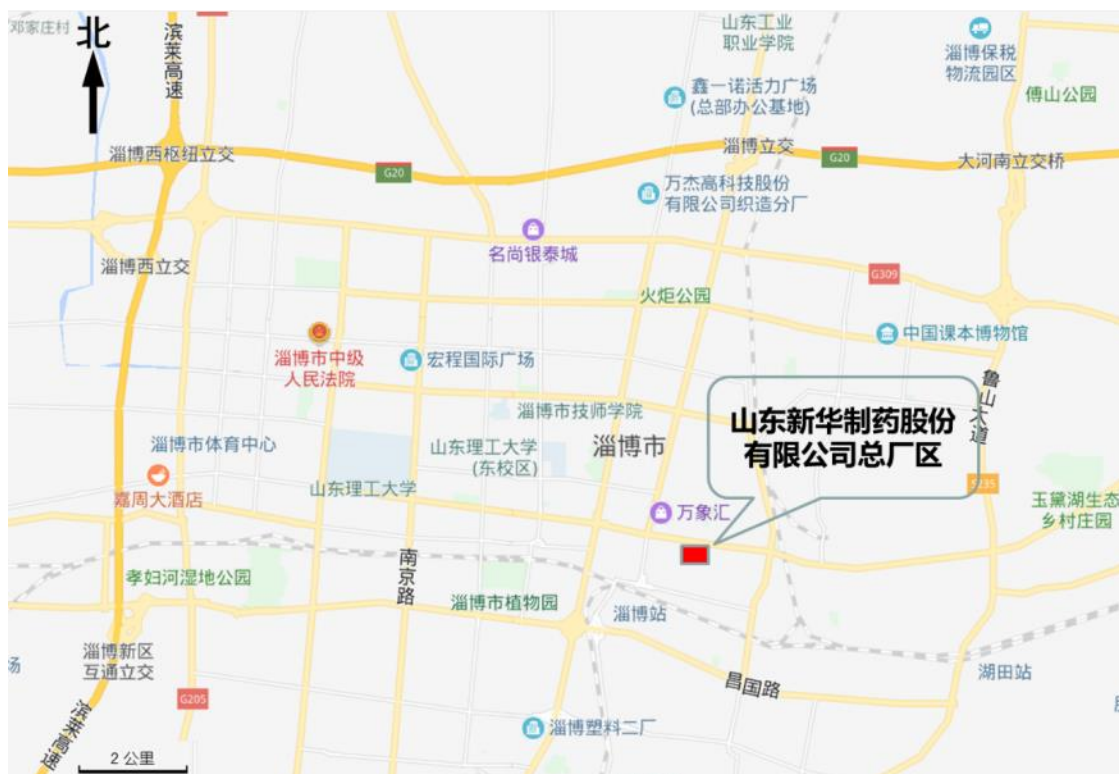 邓家庄村
北
滨莱高速
山东工业
职业学院
淄博保税
物流园区
鑫一诺活力广场
(总部办公基地)
傅山公园
淄博西枢纽立交
淄博立交
G20
G20
大河南立交桥
万杰高科技股份
有限公司织造分厂
名尚银泰城
淄博西立交
G309
火炬公园
中国课本博物馆
淄博市中级
人民法院
宏程国际广场
鲁山大道
淄博市技师学院
山东新华制药股份
有限公司总厂区
淄博市体育中心
山东理工大学
(东校区)
淄博市
嘉周大酒店
山东理工大学
S235
玉黛湖生态
乡村庄园
万象汇
南京路
孝妇河湿地公园
淄博市植物园
淄博站
淄博新区
互通立交
场
湖田站
昌国路
G205
滨莱高速
淄博塑料二厂
2 公里